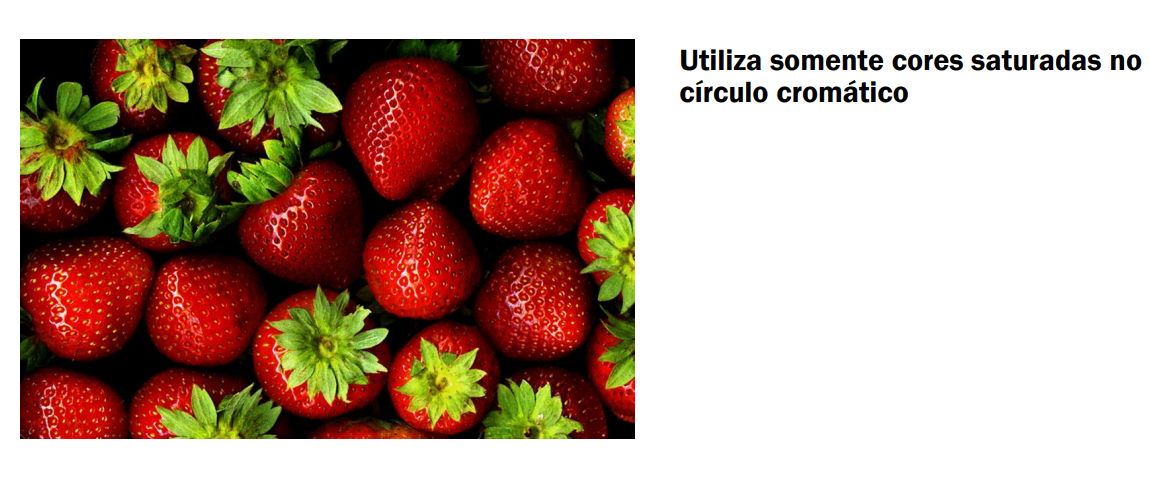 Utiliza somente cores saturadas no
círculo cromático